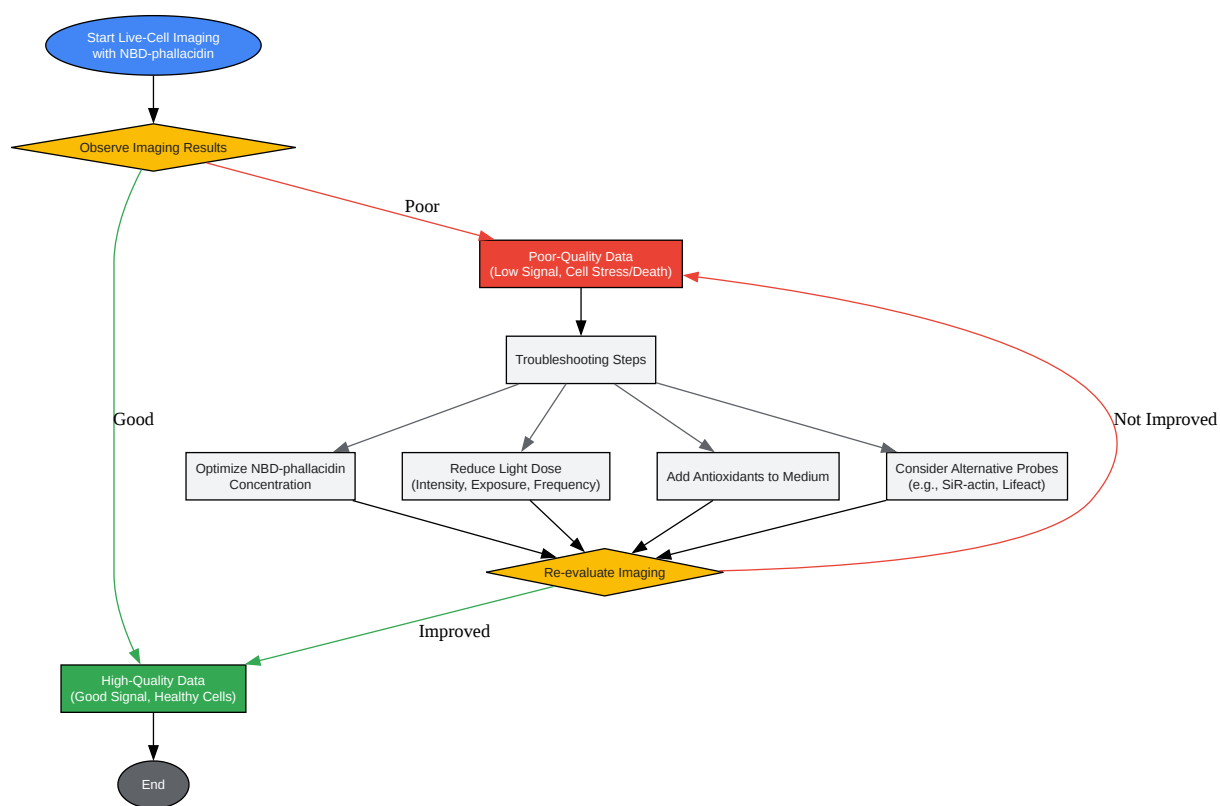 Start Live-Cell Imaging
with NBD-phallacidin
Observe Imaging Results
Poor
Poor-Quality Data
(Low Signal, Cell Stress/Death)
Troubleshooting Steps
Good
Not Improved
Optimize NBD-phallacidin
Concentration
Reduce Light Dose
(Intensity, Exposure, Frequency)
Add Antioxidants to Medium
Consider Alternative Probes
(e.g., SiR-actin, Lifeact)
Re-evaluate Imaging
Improved
High-Quality Data
(Good Signal, Healthy Cells)
End